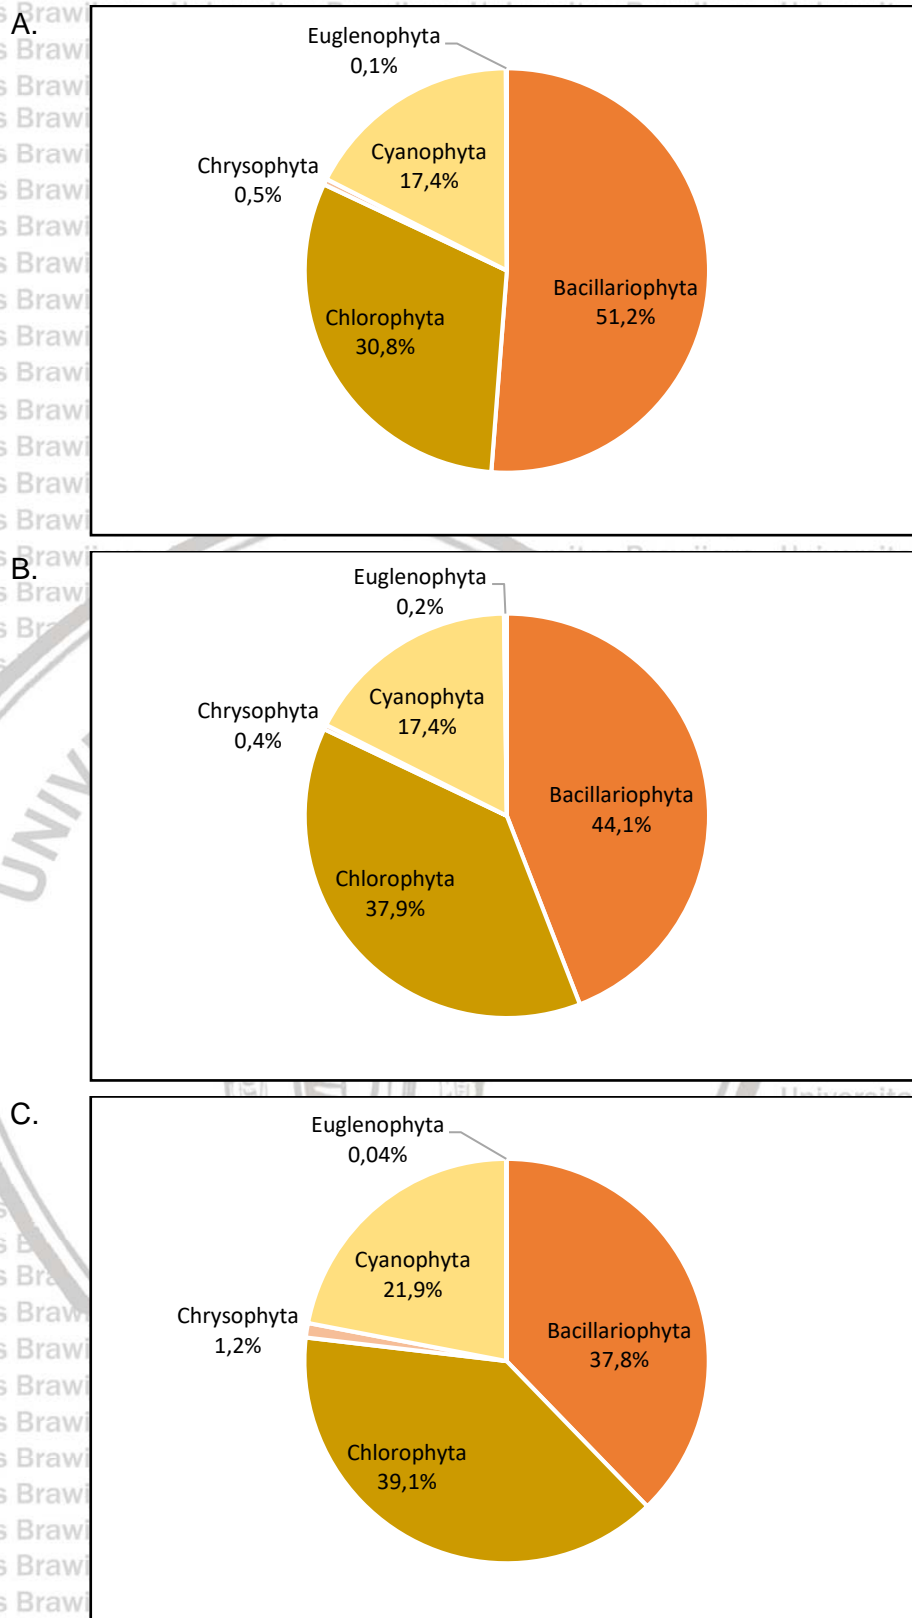 A.
Euglenophyta
0,1%
Cyanophyta
17,4%
Chrysophyta
0,5%
Bacillariophyta
51,2%
Chlorophyta
30,8%
B.
Euglenophyta
0,2%
Cyanophyta
17,4%
Chrysophyta
0,4%
Bacillariophyta
44,1%
Chlorophyta
37,9%
C.
Euglenophyta
0,04%
Cyanophyta
21,9%
Chrysophyta
1,2%
Bacillariophyta
37,8%
Chlorophyta
39,1%